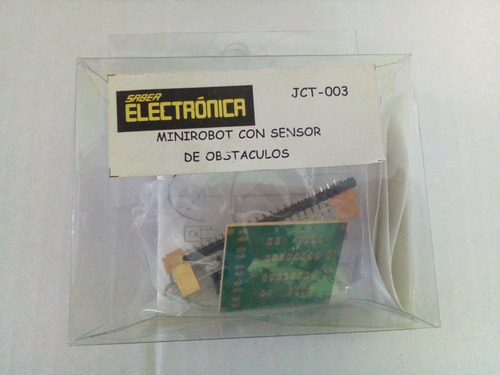 SABER
ELECTRÓNICA
JCT-003
MINIROBOT CON SENSOR
DE OBSTACULOS